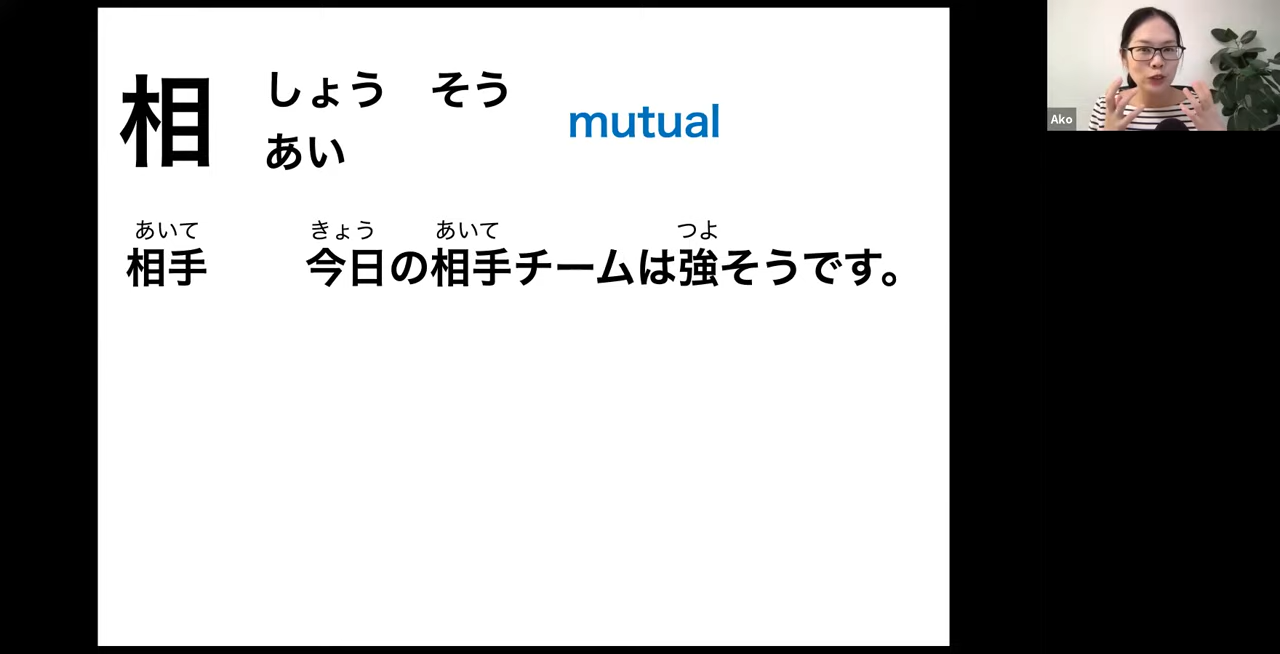 相
しょう そう
あい
mutual
あいて きょう あいて つよ
相手 今日の相手チームは強そうです。
Ako